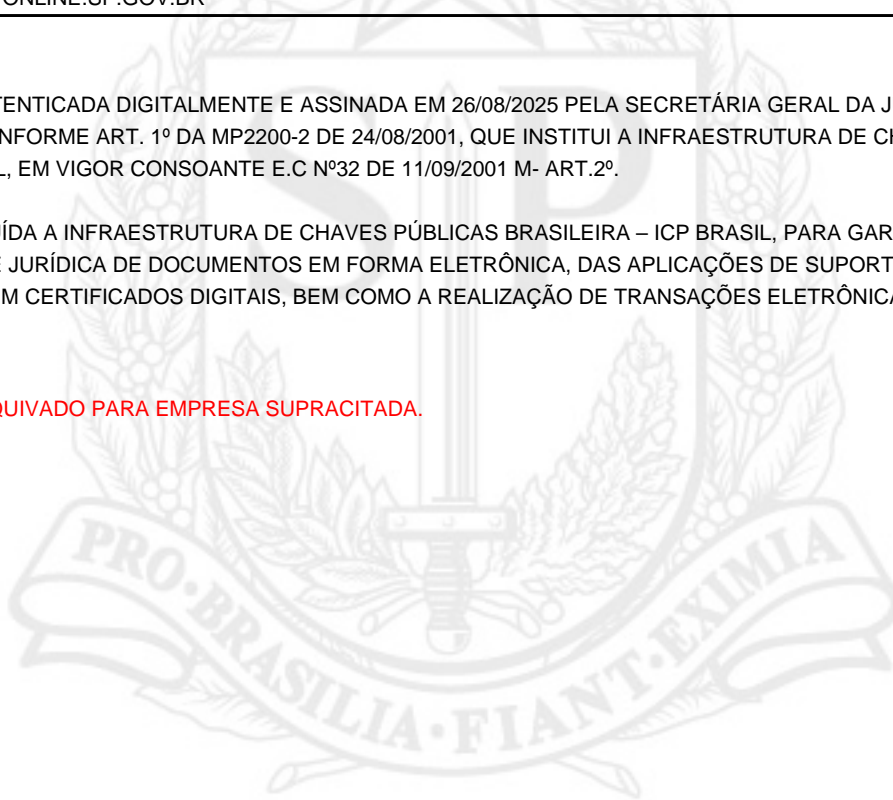 ONLINE.SP.GOV.BR
TENTICADA DIGITALMENTE E ASSINADA EM 26/08/2025 PELA SECRETÁRIA GERAL DA J
NFORME ART. 1º DA MP2200-2 DE 24/08/2001, QUE INSTITUI A INFRAESTRUTURA DE CH
L, EM VIGOR CONSOANTE E.C Nº32 DE 11/09/2001 M- ART.2º.
UÍDA A INFRAESTRUTURA DE CHAVES PÚBLICAS BRASILEIRA – ICP BRASIL, PARA GAR
E JURÍDICA DE DOCUMENTOS EM FORMA ELETRÔNICA, DAS APLICAÇÕES DE SUPORT
M CERTIFICADOS DIGITAIS, BEM COMO A REALIZAÇÃO DE TRANSAÇÕES ELETRÔNICA
QUIVADO PARA EMPRESA SUPRACITADA.
SP
PRO·BRASILIA·FIANT·EXIMIA